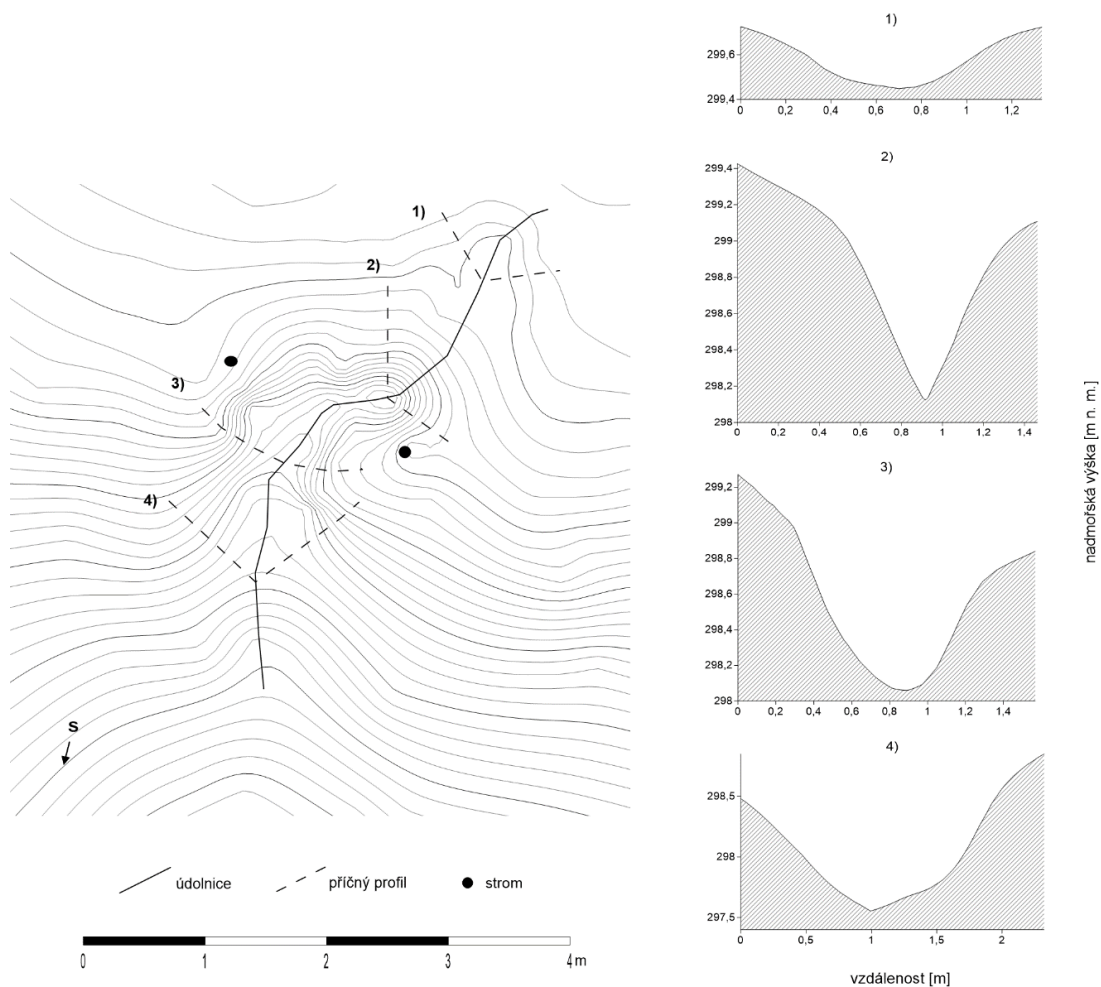 1)
2)
3)
4)
S
údolnice
příčný profil
strom
0 1 2 3 4 m
1)
299,6
299,4
0 0,2 0,4 0,6 0,8 1 1,2
2)
299,4
299,2
299
298,8
298,6
298,4
298,2
298
0 0,2 0,4 0,6 0,8 1 1,2 1,4
3)
299,2
299
298,8
298,6
298,4
298,2
298
0 0,2 0,4 0,6 0,8 1 1,2 1,4
4)
298,5
298
297,5
0 0,5 1 1,5 2
vzdálenost [m]
nadmořská výška [m n. m.]